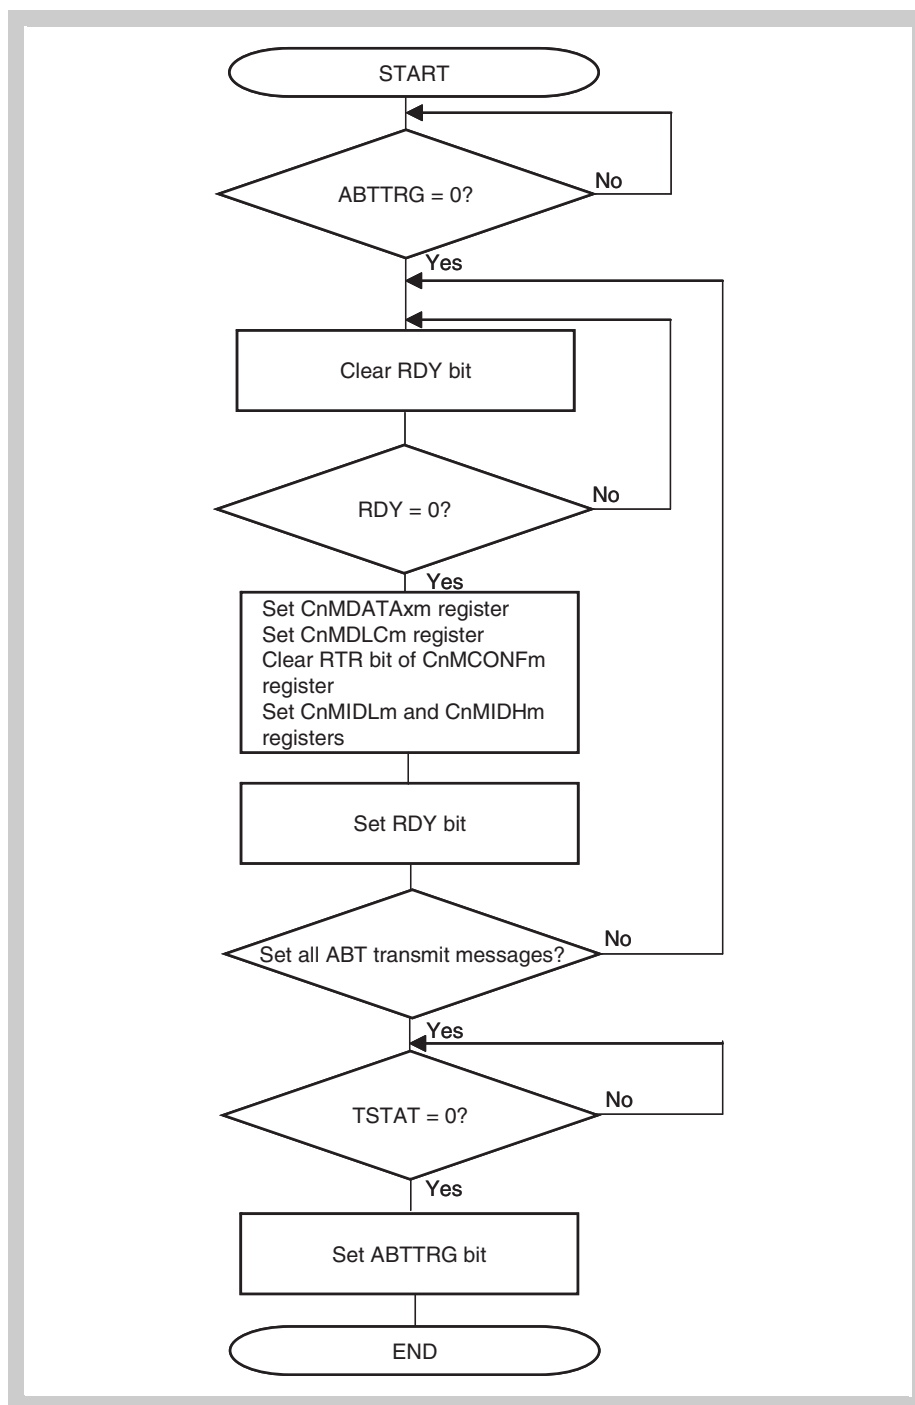 START
ABTTRG = 0?
No
Yes
Clear RDY bit
RDY = 0?
No
Yes
Set CnMDATAxm register
Set CnMDLCm register
Clear RTR bit of CnMCONFm
register
Set CnMIDLm and CnMIDHm
registers
Set RDY bit
Set all ABT transmit messages?
No
Yes
TSTAT = 0?
No
Yes
Set ABTTRG bit
END